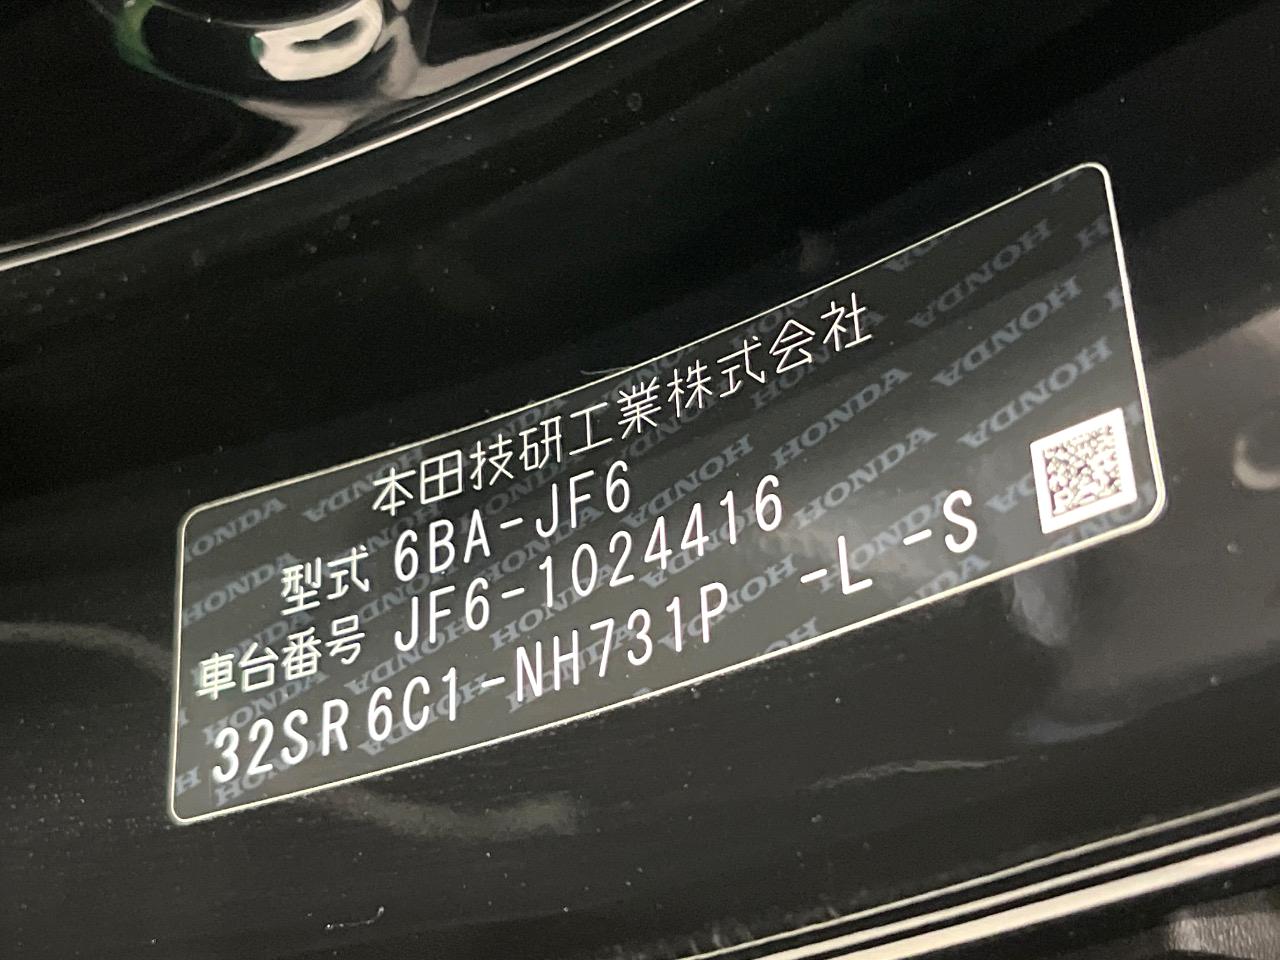 本田技研工業株式会社
型式 6BA-JF6
車台番号 JF6-1024416
32SR6C1-NH731P -L -S